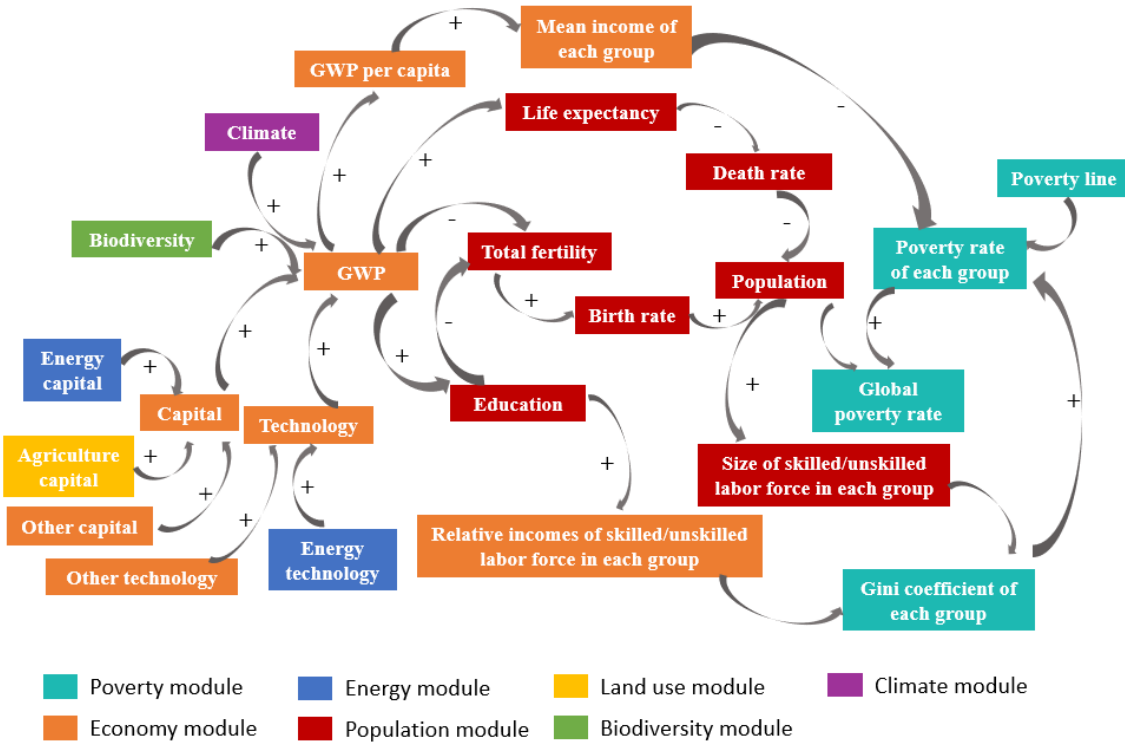 +
Mean income of
each group
GWP per capita
-
Life expectancy
Climate
-
+
+
Death rate
Poverty line
+
-
-
Biodiversity
+
Total fertility
Poverty rate
of each group
GWP
Population
+
Birth rate
+
+
-
+
+
+
Energy
capital
+
+
Global
poverty rate
Capital
Technology
Education
+
Agriculture
capital
+
+
Size of skilled/unskilled
labor force in each group
+
+
Other capital
+
Relative incomes of skilled/unskilled
labor force in each group
Energy
technology
Other technology
Gini coefficient of
each group
Poverty module
Energy module
Land use module
Climate module
Economy module
Population module
Biodiversity module